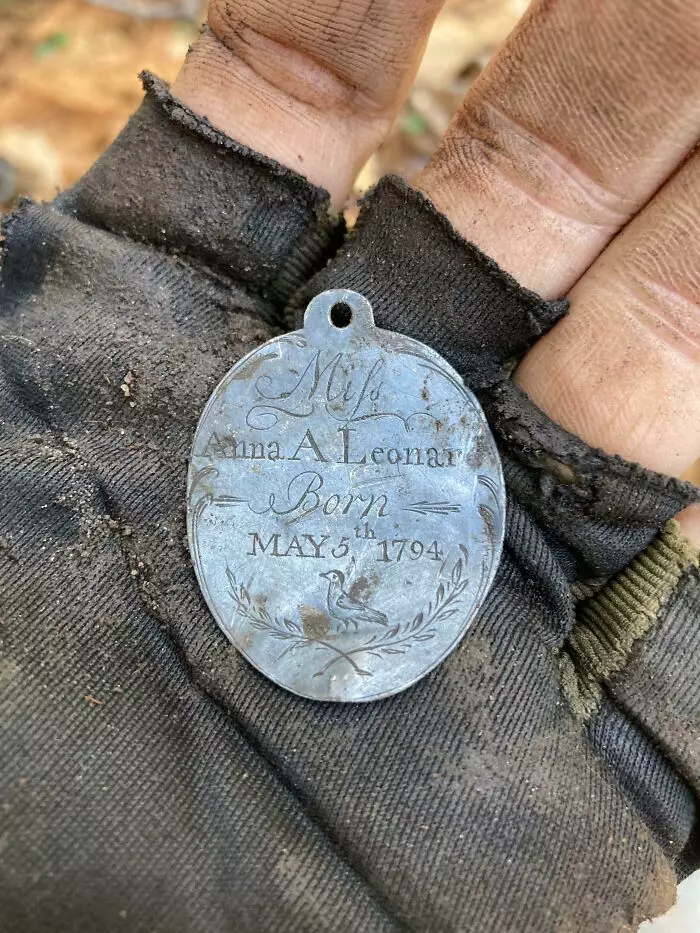 Miſs
Anna A Leonar
Born
MAY 5th 1794